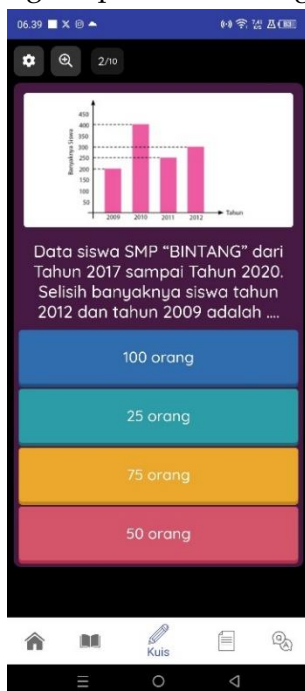 06.39
2/10
450
400
350
300
250
200
150
100
50
Banyaknya Siswa
2009 2010 2011 2012
Tahun
Data siswa SMP “BINTANG” dari
Tahun 2017 sampai Tahun 2020.
Selisih banyaknya siswa tahun
2012 dan tahun 2009 adalah ....
100 orang
25 orang
75 orang
50 orang
Kuis